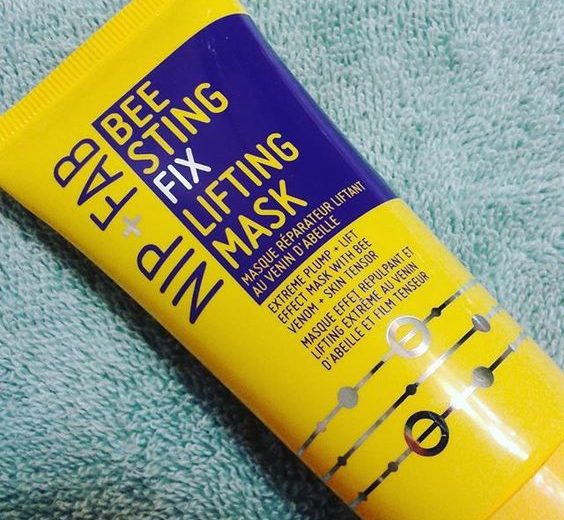 NIP + FAB
BEE
STING
FIX
LIFTING
MASK
MASQUE RÉPARATEUR LIFTANT
AU VENIN D'ABEILLE
EXTREME PLUMP + LIFT
EFFECT MASK WITH BEE
VENOM + SKIN TENSOR
MASQUE EFFET REPULPANT ET
LIFTING EXTRÊME AU VENIN
D'ABEILLE ET FILM TENSEUR